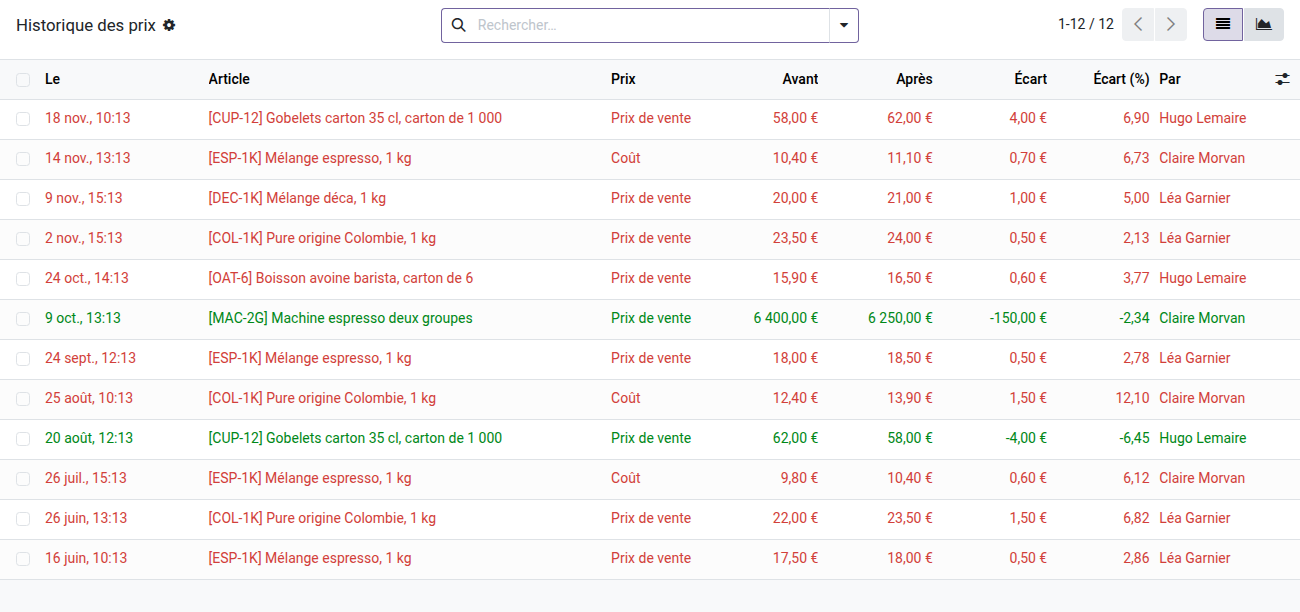 Historique des prix
Rechercher...
1-12 / 12
Le Article Prix Avant Après Écart Écart (%) Par
18 nov., 10:13 [CUP-12] Gobelets carton 35 cl, carton de 1 000 Prix de vente 58,00 € 62,00 € 4,00 € 6,90 Hugo Lemaire
14 nov., 13:13 [ESP-1K] Mélange espresso, 1 kg Coût 10,40 € 11,10 € 0,70 € 6,73 Claire Morvan
9 nov., 15:13 [DEC-1K] Mélange déca, 1 kg Prix de vente 20,00 € 21,00 € 1,00 € 5,00 Léa Garnier
2 nov., 15:13 [COL-1K] Pure origine Colombie, 1 kg Prix de vente 23,50 € 24,00 € 0,50 € 2,13 Léa Garnier
24 oct., 14:13 [OAT-6] Boisson avoine barista, carton de 6 Prix de vente 15,90 € 16,50 € 0,60 € 3,77 Hugo Lemaire
9 oct., 13:13 [MAC-2G] Machine espresso deux groupes Prix de vente 6 400,00 € 6 250,00 € -150,00 € -2,34 Claire Morvan
24 sept., 12:13 [ESP-1K] Mélange espresso, 1 kg Prix de vente 18,00 € 18,50 € 0,50 € 2,78 Léa Garnier
25 août, 10:13 [COL-1K] Pure origine Colombie, 1 kg Coût 12,40 € 13,90 € 1,50 € 12,10 Claire Morvan
20 août, 12:13 [CUP-12] Gobelets carton 35 cl, carton de 1 000 Prix de vente 62,00 € 58,00 € -4,00 € -6,45 Hugo Lemaire
26 juil., 15:13 [ESP-1K] Mélange espresso, 1 kg Coût 9,80 € 10,40 € 0,60 € 6,12 Claire Morvan
26 juin, 13:13 [COL-1K] Pure origine Colombie, 1 kg Prix de vente 22,00 € 23,50 € 1,50 € 6,82 Léa Garnier
16 juin, 10:13 [ESP-1K] Mélange espresso, 1 kg Prix de vente 17,50 € 18,00 € 0,50 € 2,86 Léa Garnier